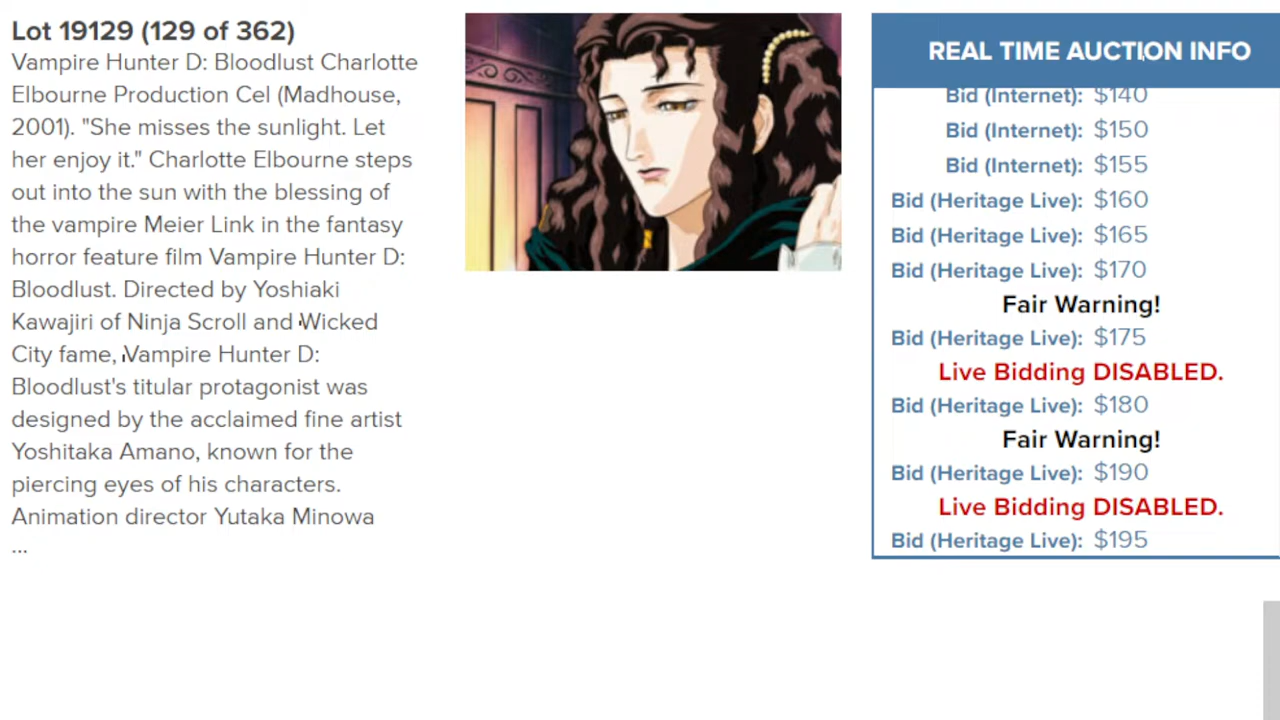 Lot 19129 (129 of 362)
Vampire Hunter D: Bloodlust Charlotte
Elbourne Production Cel (Madhouse,
2001). "She misses the sunlight. Let
her enjoy it." Charlotte Elbourne steps
out into the sun with the blessing of
the vampire Meier Link in the fantasy
horror feature film Vampire Hunter D:
Bloodlust. Directed by Yoshiaki
Kawajiri of Ninja Scroll and Wicked
City fame, Vampire Hunter D:
Bloodlust's titular protagonist was
designed by the acclaimed fine artist
Yoshitaka Amano, known for the
piercing eyes of his characters.
Animation director Yutaka Minowa
...
REAL TIME AUCTION INFO
Bid (Internet): $140
Bid (Internet): $150
Bid (Internet): $155
Bid (Heritage Live): $160
Bid (Heritage Live): $165
Bid (Heritage Live): $170
Fair Warning!
Bid (Heritage Live): $175
Live Bidding DISABLED.
Bid (Heritage Live): $180
Fair Warning!
Bid (Heritage Live): $190
Live Bidding DISABLED.
Bid (Heritage Live): $195